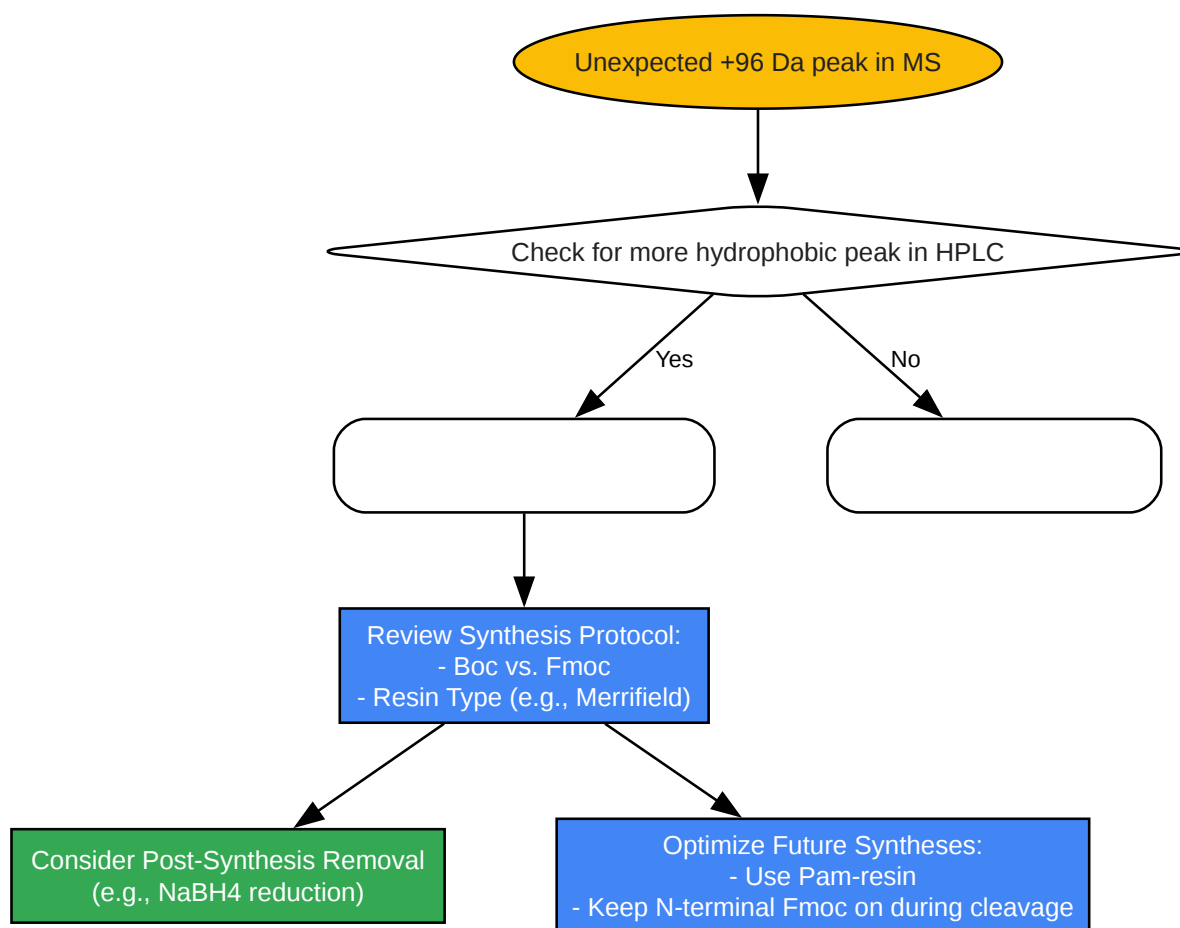 Unexpected +96 Da peak in MS
Check for more hydrophobic peak in HPLC
Yes
No
Review Synthesis Protocol:
- Boc vs. Fmoc
- Resin Type (e.g., Merrifield)
Consider Post-Synthesis Removal
(e.g., NaBH4 reduction)
Optimize Future Syntheses:
- Use Pam-resin
- Keep N-terminal Fmoc on during cleavage